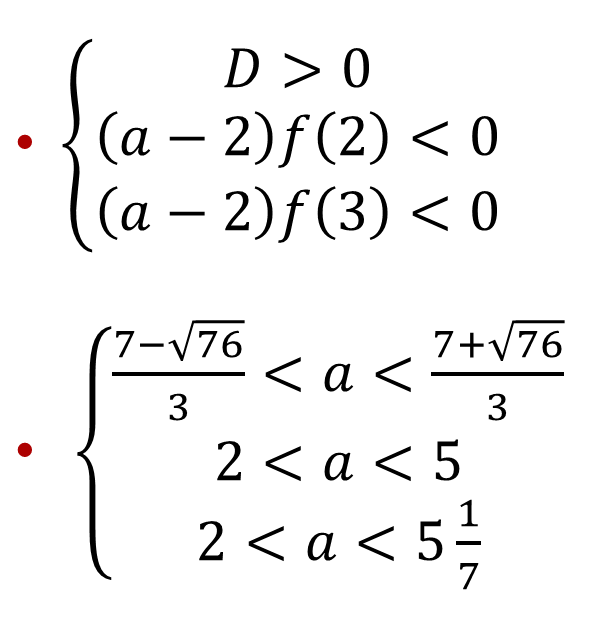 • { D > 0
(a − 2)f(2) < 0
(a − 2)f(3) < 0
• { (7−√76)/3 < a < (7+√76)/3
2 < a < 5
2 < a < 5 1/7